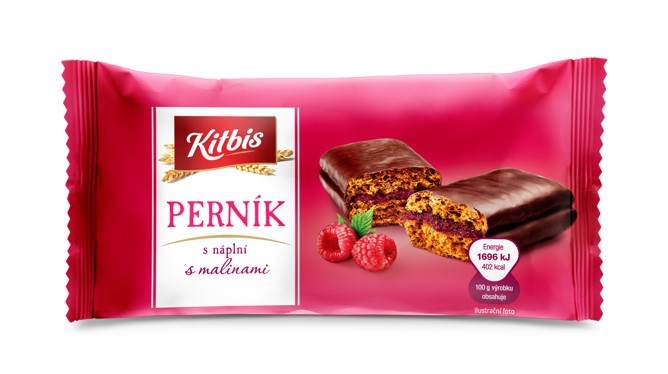 Kitbis
PERNÍK
s náplní
s malinami
Energie
1696 kJ
402 kcal
100 g výrobku
obsahuje
Ilustrační foto